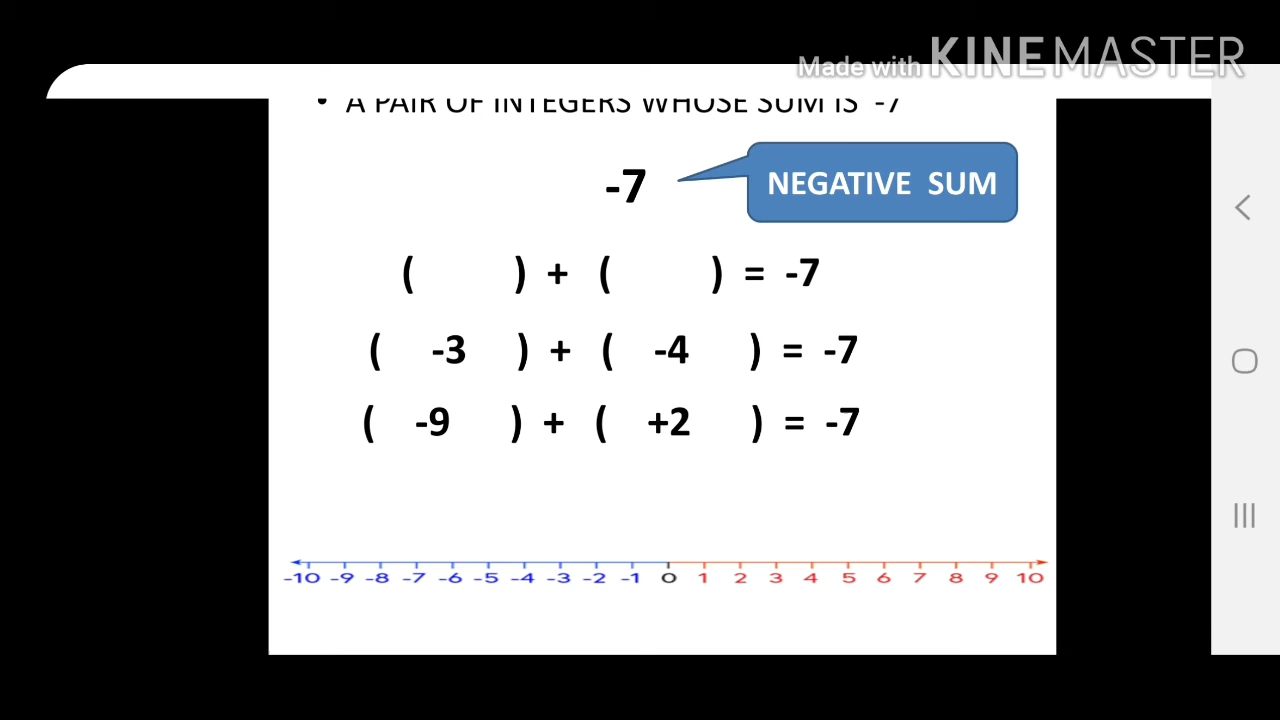 Made with KINEMASTER
• A PAIR OF INTEGERS WHOSE SUM IS -7
-7
NEGATIVE SUM
( ) + ( ) = -7
( -3 ) + ( -4 ) = -7
( -9 ) + ( +2 ) = -7
-10 -9 -8 -7 -6 -5 -4 -3 -2 -1 0 1 2 3 4 5 6 7 8 9 10